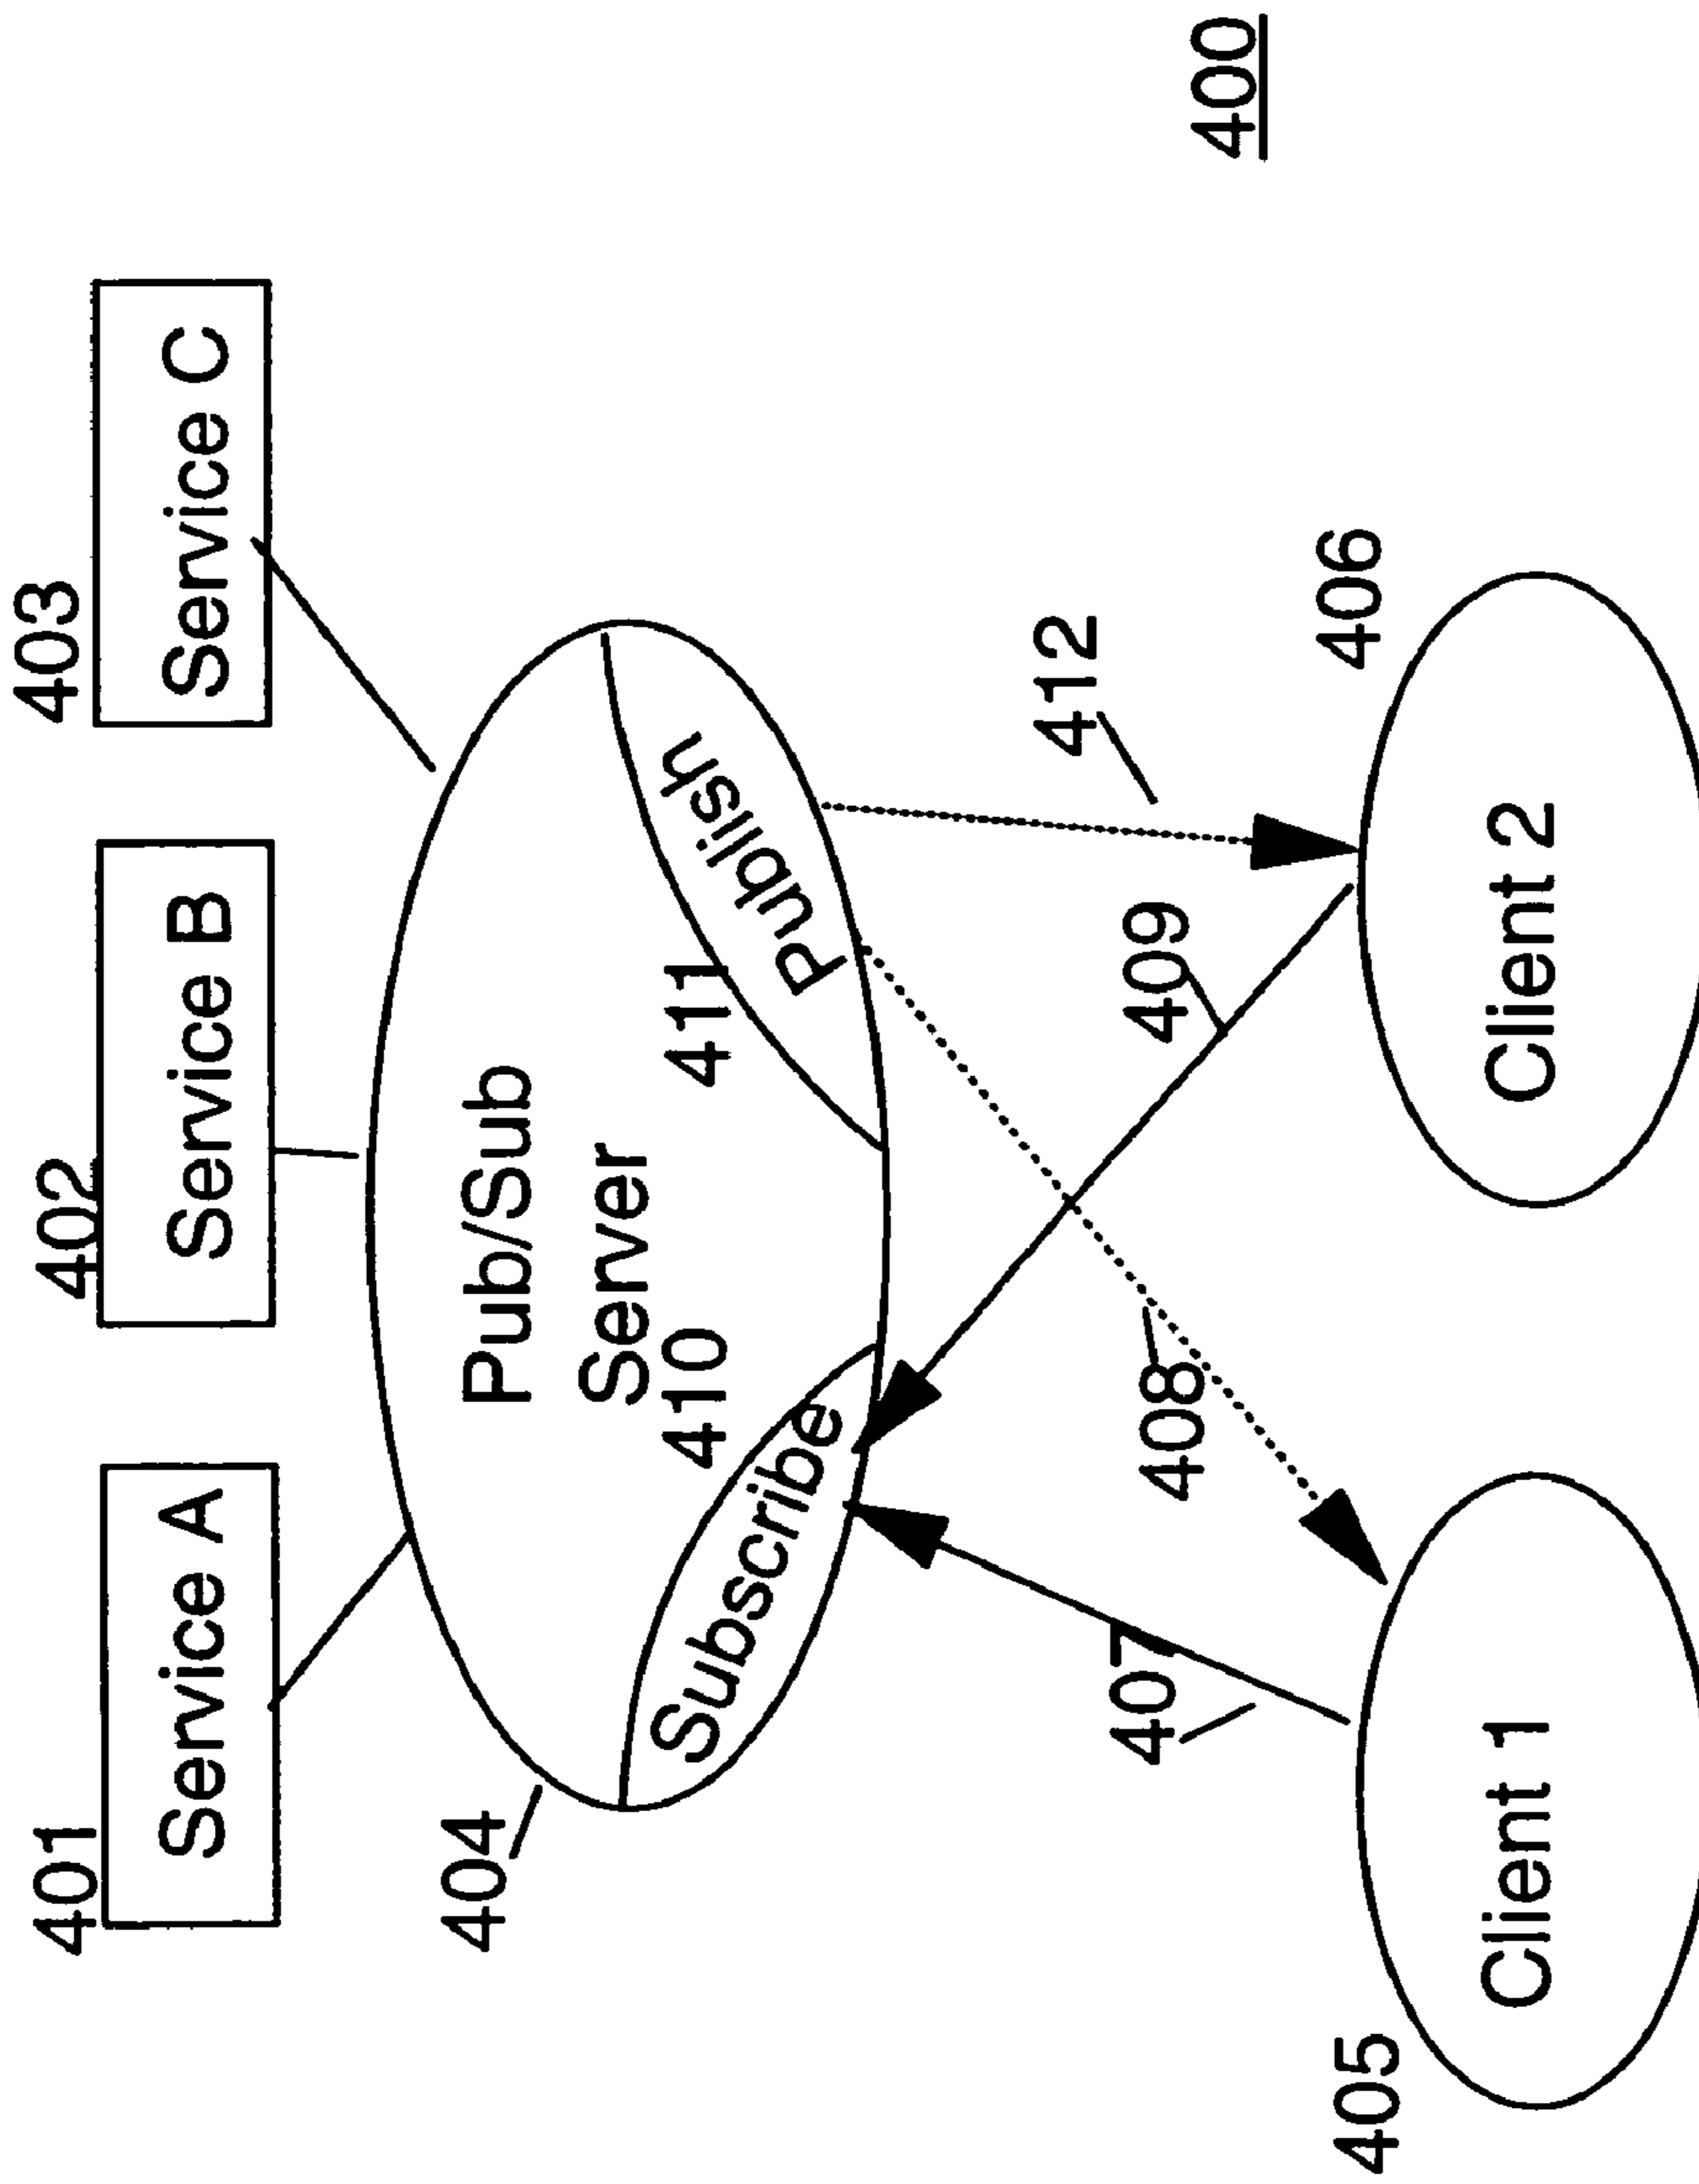 401
402
403
Service A
Service B
Service C
404
Pub/Sub
Server
410
411
Subscribe
Publish
407
408
409
412
405
406
Client 1
Client 2
400